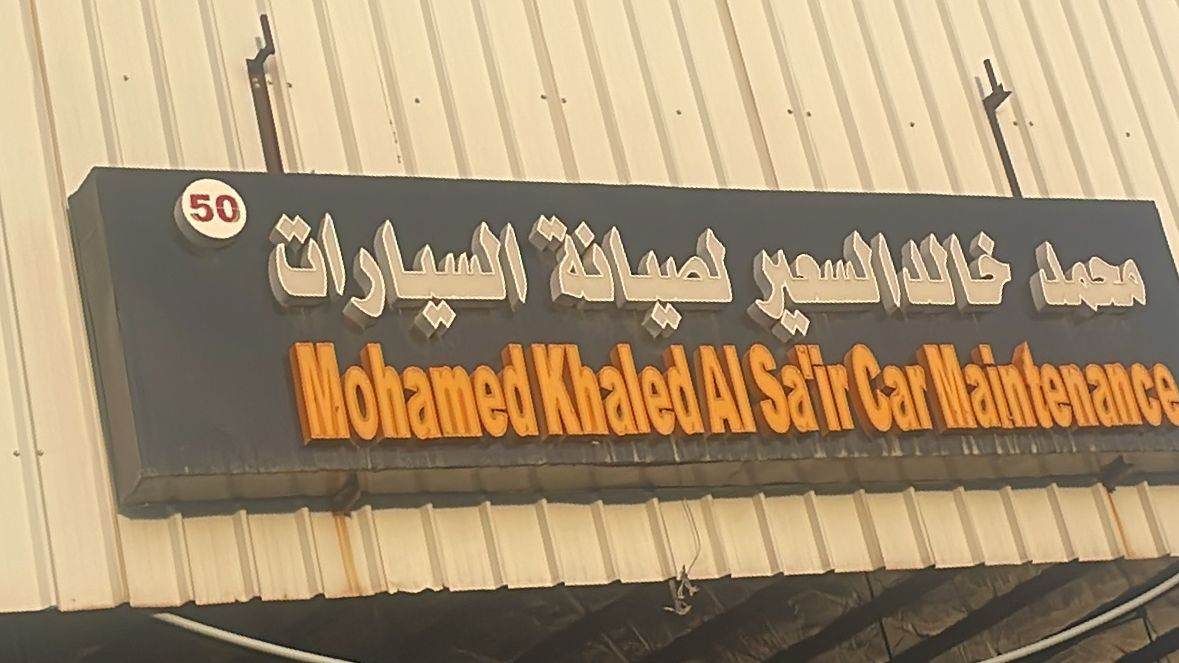 50
محمد خالد السعير لصيانة السيارات
Mohamed Khaled Al Sa'ir Car Maintenance